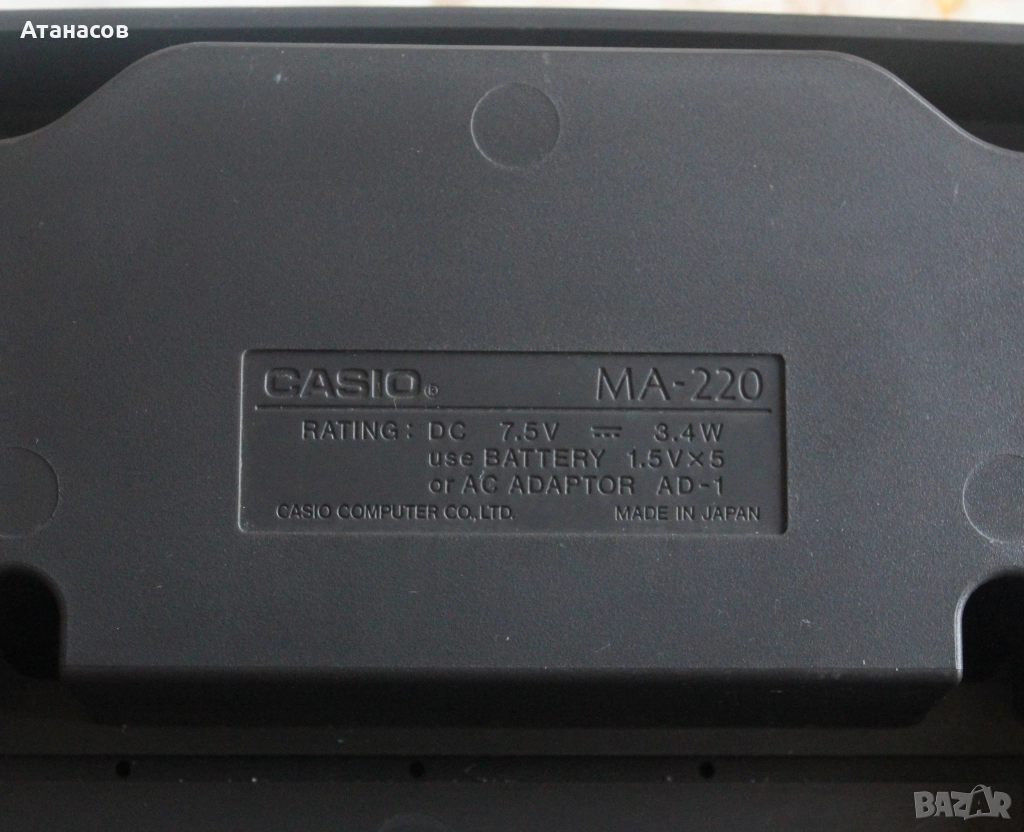 Атанасов
CASIO® MA-220
RATING: DC 7.5V ⎓ 3.4W
use BATTERY 1.5V×5
or AC ADAPTOR AD-1
CASIO COMPUTER CO., LTD. MADE IN JAPAN
BAZAR